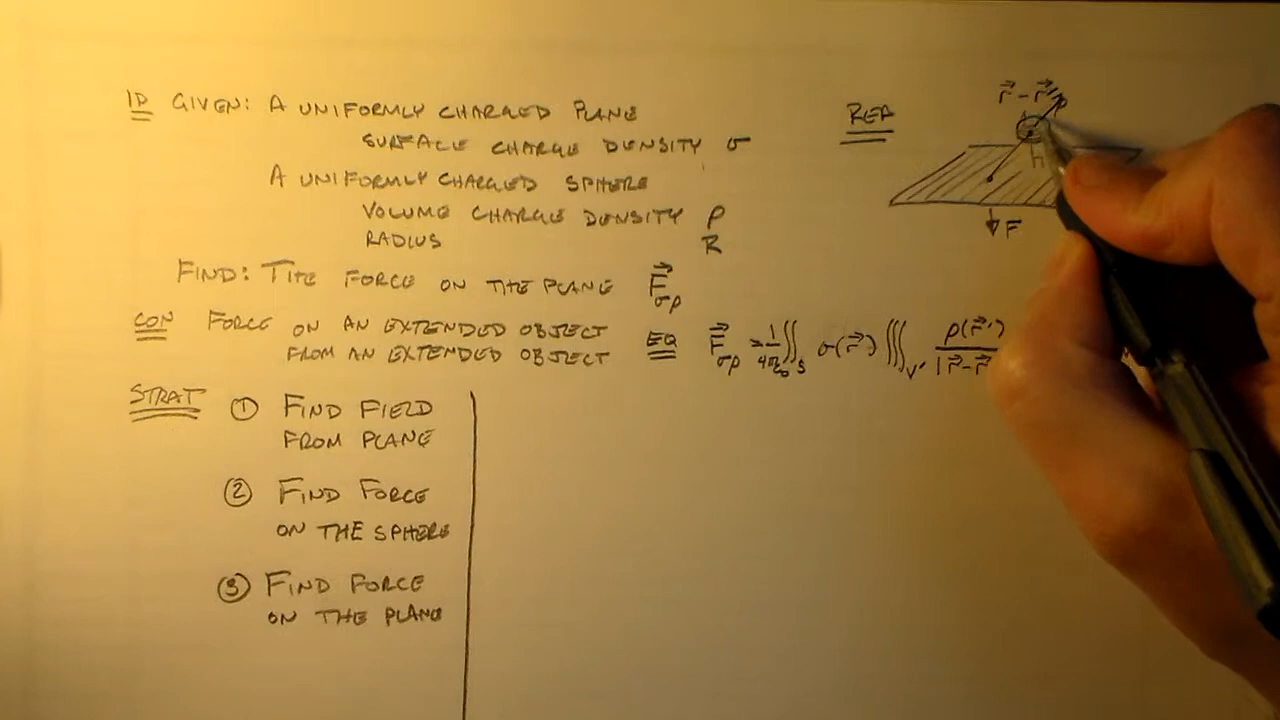 ID GIVEN: A UNIFORMLY CHARGED PLANE
SURFACE CHARGE DENSITY σ
A UNIFORMLY CHARGED SPHERE
VOLUME CHARGE DENSITY ρ
RADIUS R
FIND: THE FORCE ON THE PLANE F⃗σρ
CON FORCE ON AN EXTENDED OBJECT
FROM AN EXTENDED OBJECT
EQ F⃗σρ = 1/4πε₀ ∬S σ(r⃗) ∭V' ρ(r⃗')/|r⃗-r⃗
STRAT ① FIND FIELD
FROM PLANE
② FIND FORCE
ON THE SPHERE
③ FIND FORCE
ON THE PLANE
REP
r⃗ - r⃗'
h
F